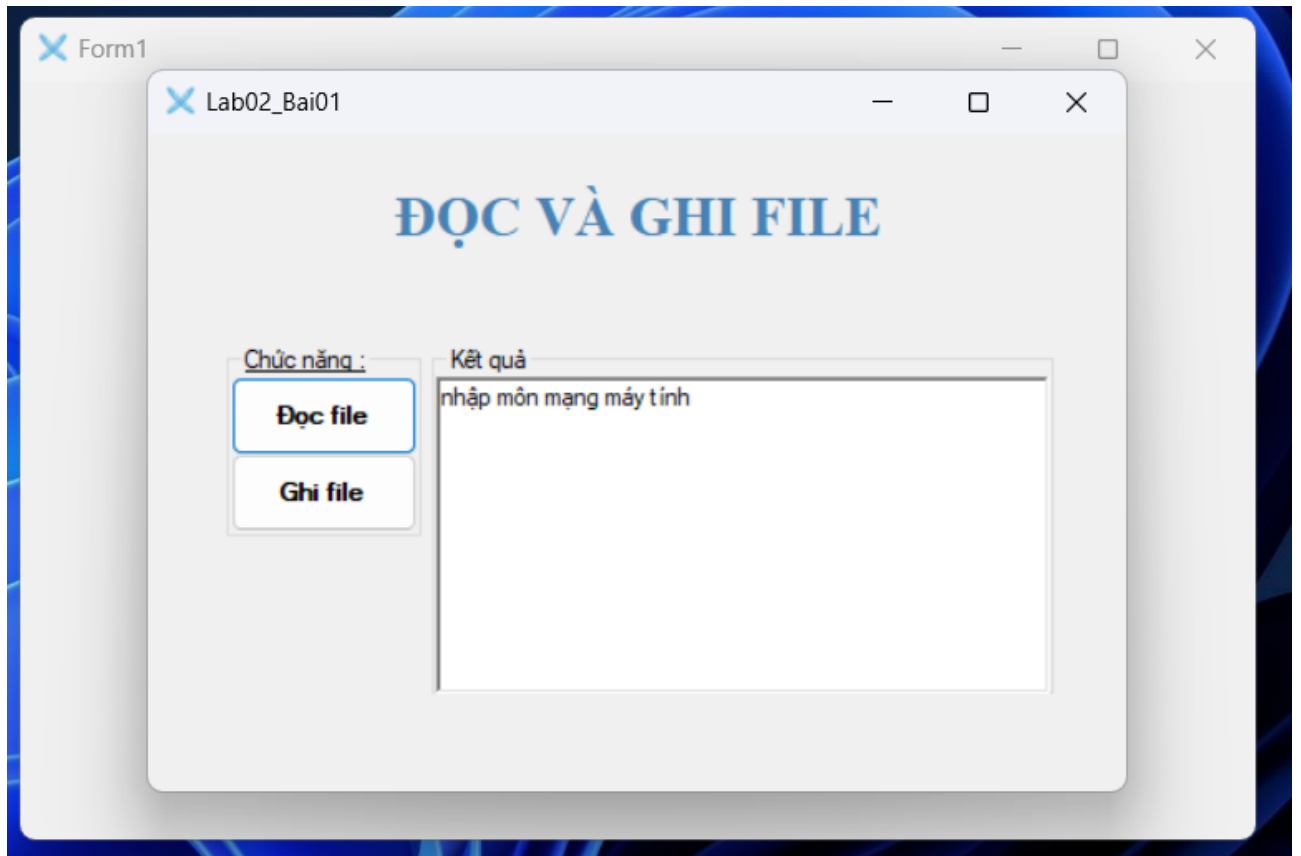 Form1
Lab02_Bai01
ĐỌC VÀ GHI FILE
Chức năng :
Đọc file
Ghi file
Kết quả
nhập môn mạng máy tính